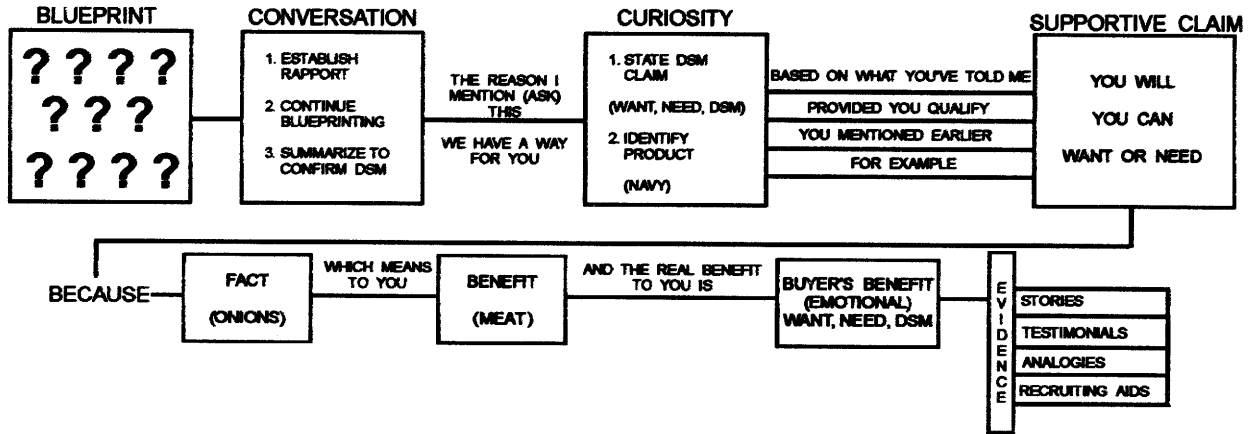 BLUEPRINT
? ? ? ?
? ? ?
? ? ? ?
CONVERSATION
1. ESTABLISH
RAPPORT
2. CONTINUE
BLUEPRINTING
3. SUMMARIZE TO
CONFIRM DSM
THE REASON I
MENTION (ASK)
THIS
WE HAVE A WAY
FOR YOU
CURIOSITY
1. STATE DSM
CLAIM
(WANT, NEED, DSM)
2. IDENTIFY
PRODUCT
(NAVY)
BASED ON WHAT YOU'VE TOLD ME
PROVIDED YOU QUALIFY
YOU MENTIONED EARLIER
FOR EXAMPLE
SUPPORTIVE CLAIM
YOU WILL
YOU CAN
WANT OR NEED
BECAUSE
FACT
(ONIONS)
WHICH MEANS
TO YOU
BENEFIT
(MEAT)
AND THE REAL BENEFIT
TO YOU IS
BUYER'S BENEFIT
(EMOTIONAL)
WANT, NEED, DSM
EVIDENCE
STORIES
TESTIMONIALS
ANALOGIES
RECRUITING AIDS